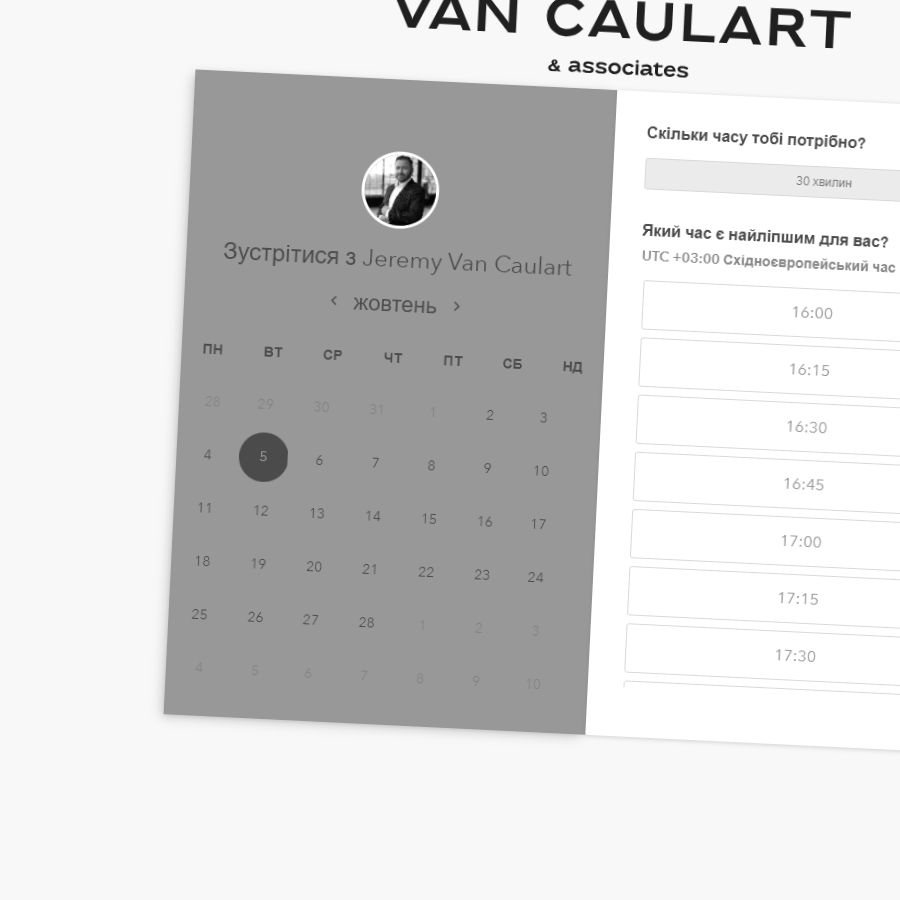 VAN CAULART
& associates
Зустрітися з Jeremy Van Caulart
жовтень
ПН ВТ СР ЧТ ПТ СБ НД
28 29 30 31 1 2 3
4 5 6 7 8 9 10
11 12 13 14 15 16 17
18 19 20 21 22 23 24
25 26 27 28 1 2 3
4 5 6 7 8 9 10
Скільки часу тобі потрібно?
30 хвилин
Який час є найліпшим для вас?
UTC +03:00 Східноєвропейський час
16:00
16:15
16:30
16:45
17:00
17:15
17:30